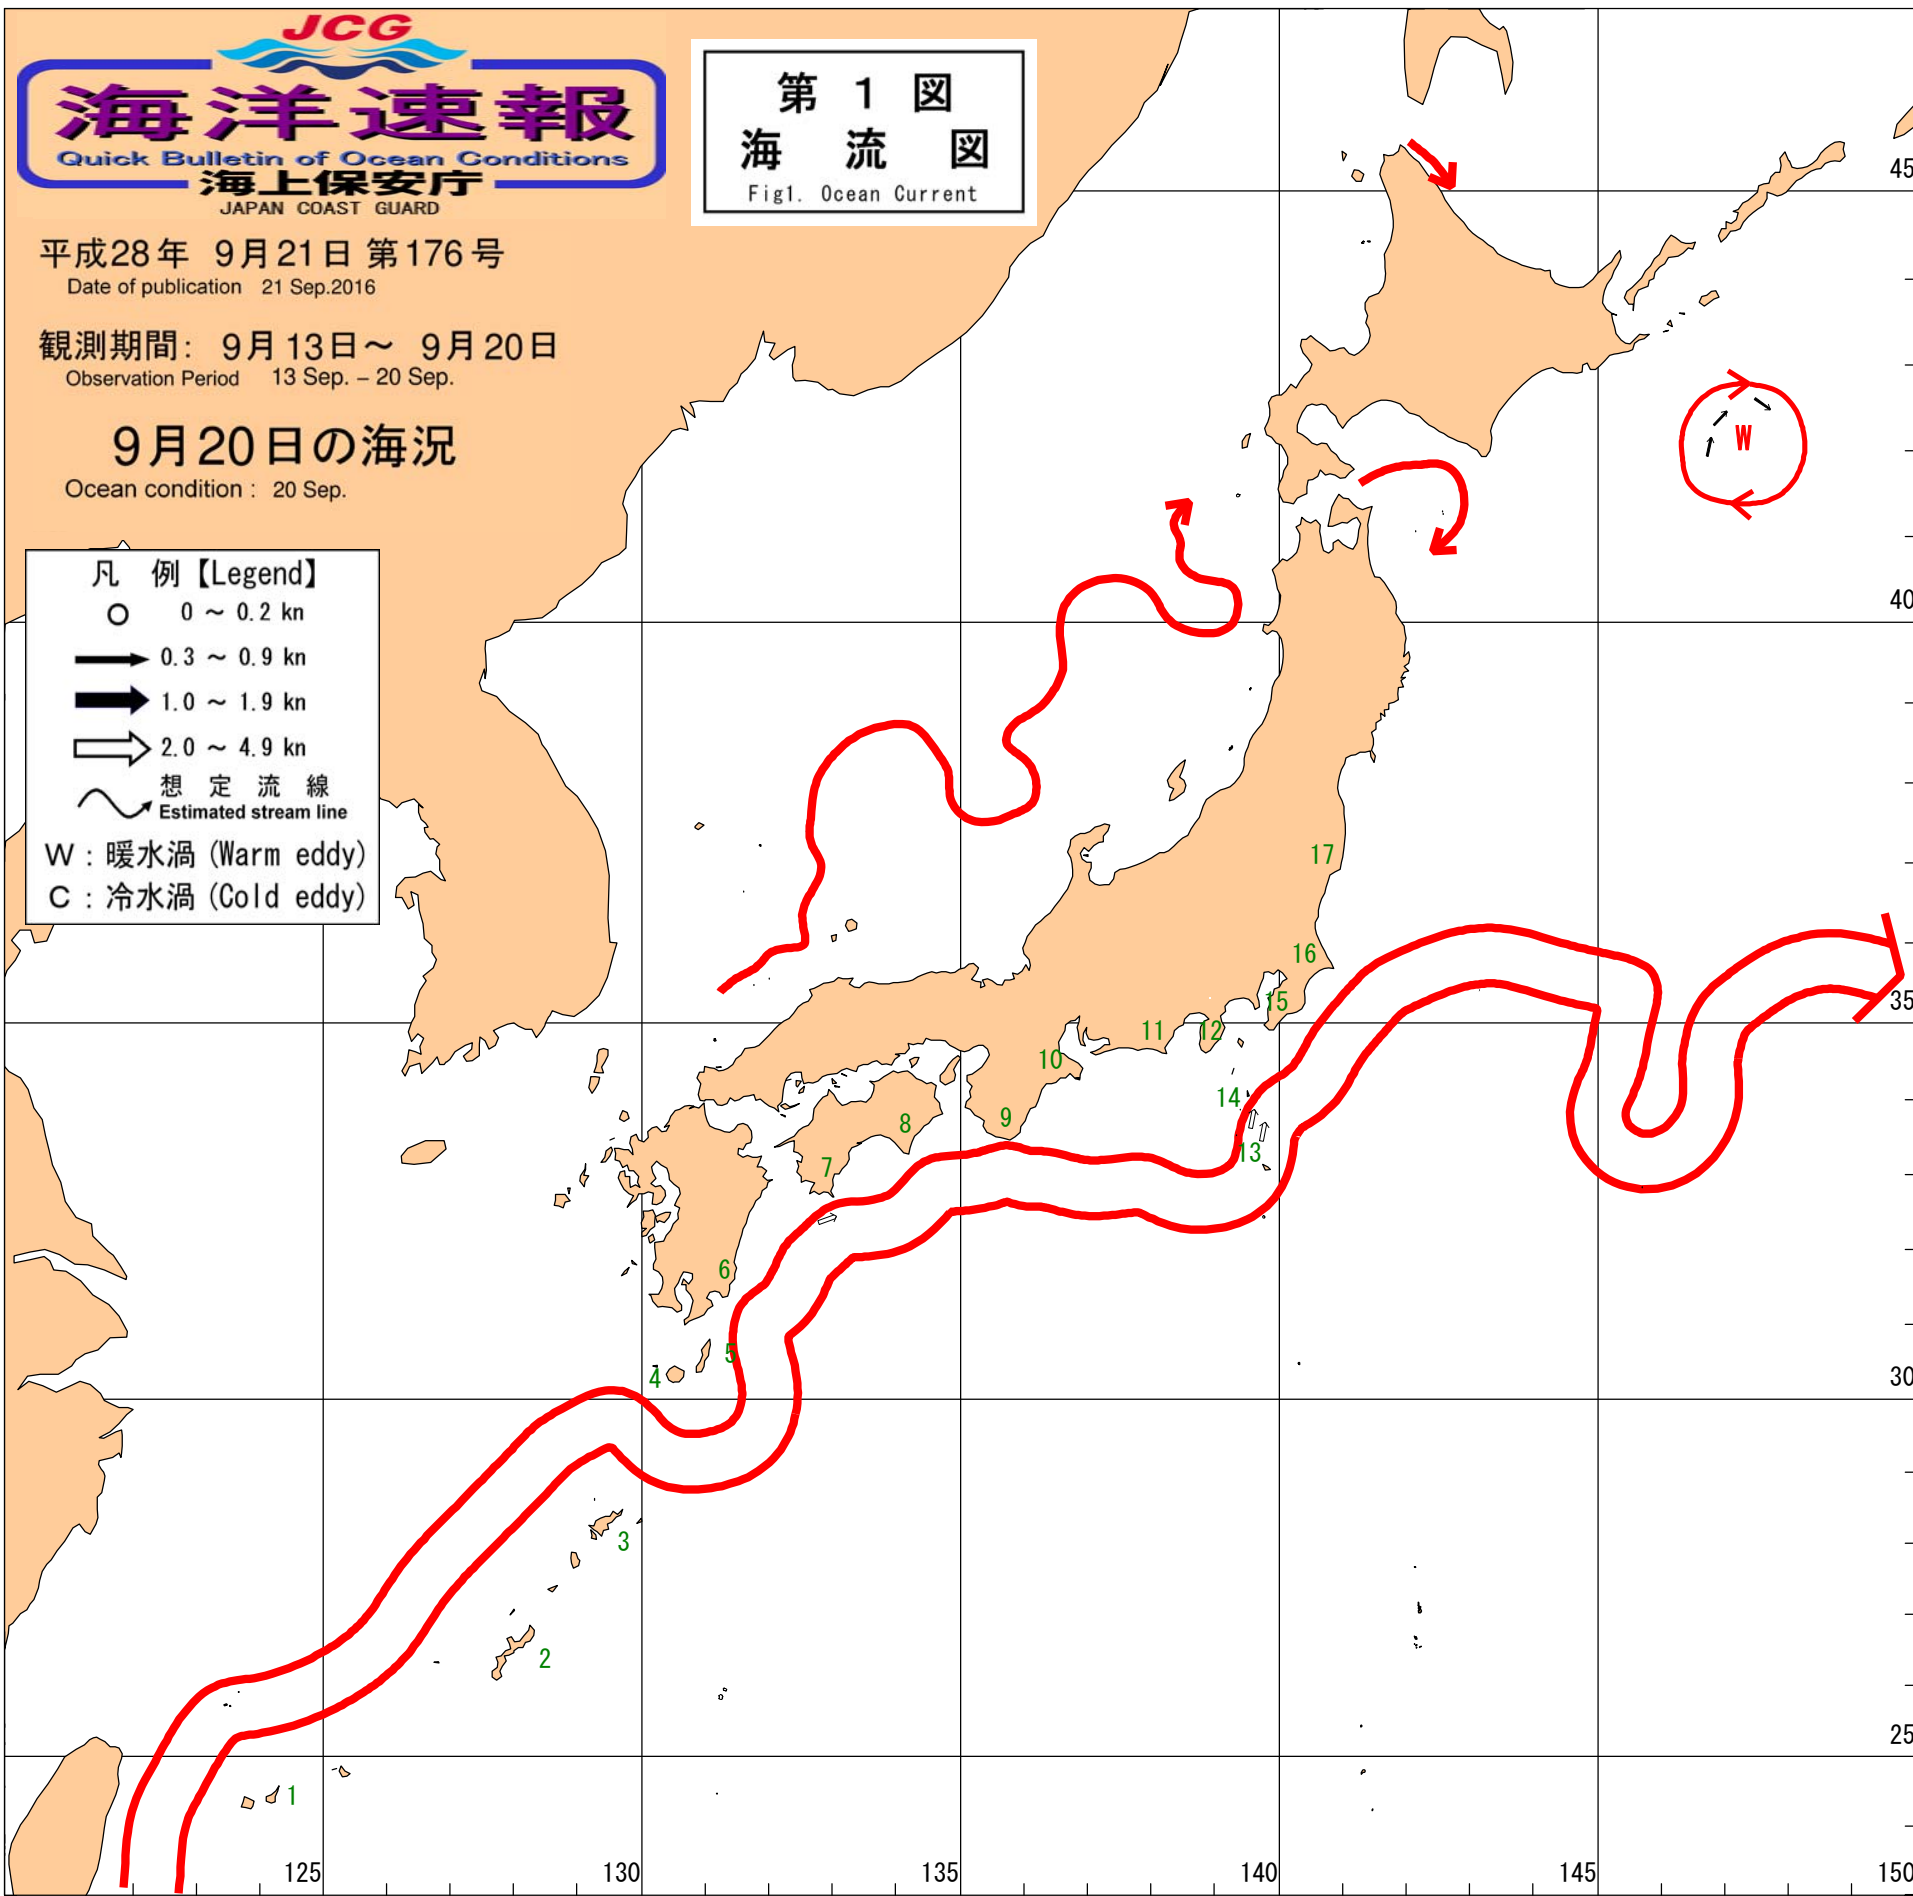 JCG
海洋速報
Quick Bulletin of Ocean Conditions
海上保安庁
JAPAN COAST GUARD
第 1 図
海 流 図
Fig1. Ocean Current
平成28年 9月21日 第176号
Date of publication 21 Sep.2016
観測期間: 9月13日～ 9月20日
Observation Period 13 Sep. – 20 Sep.
9月20日の海況
Ocean condition : 20 Sep.
凡 例【Legend】
0 ～ 0.2 kn
0.3 ～ 0.9 kn
1.0 ～ 1.9 kn
2.0 ～ 4.9 kn
想 定 流 線
Estimated stream line
W : 暖水渦 (Warm eddy)
C : 冷水渦 (Cold eddy)
45
W
40
17
16
15
35
11
12
10
14
9
8
13
7
6
5
4
30
3
2
25
1
125
130
135
140
145
150